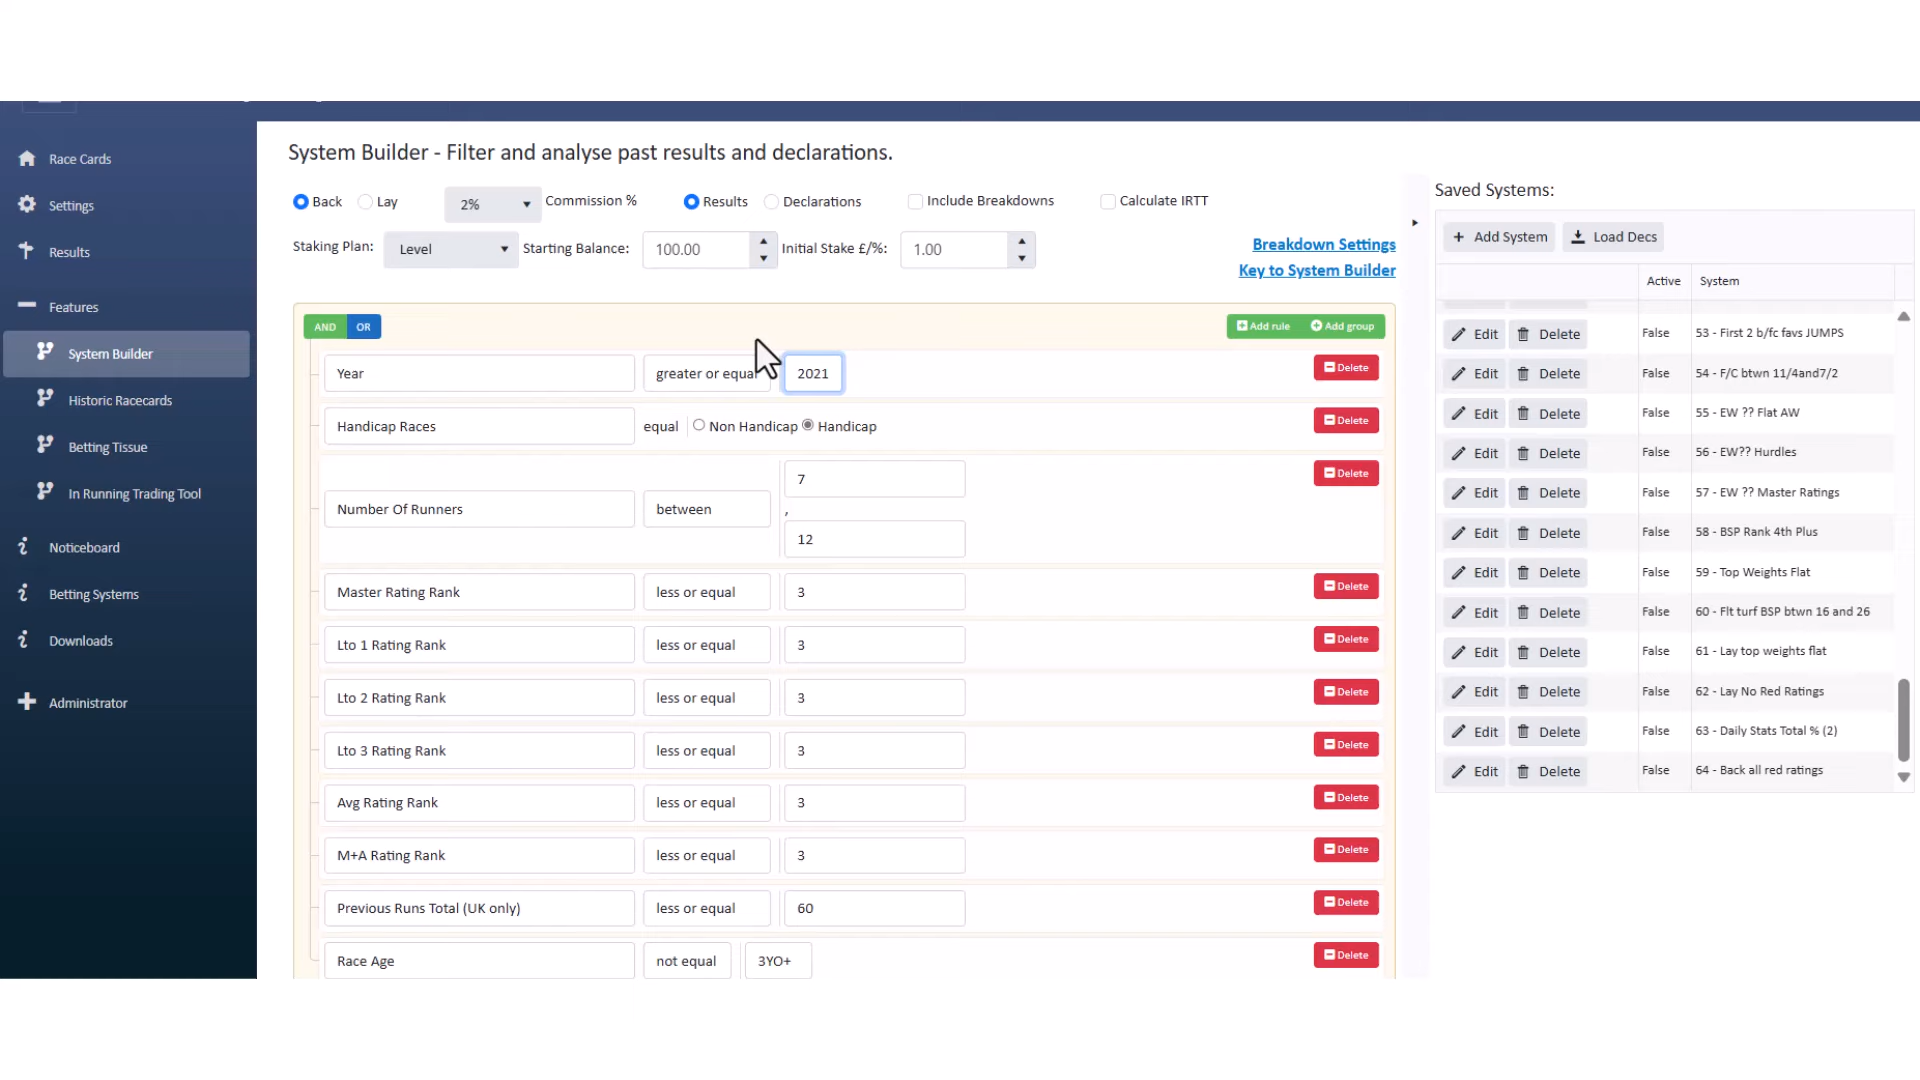 Race Cards
Settings
Results
Features
System Builder
Historic Racecards
Betting Tissue
In Running Trading Tool
Noticeboard
Betting Systems
Downloads
Administrator
System Builder - Filter and analyse past results and declarations.
Back Lay 2% Commission % Results Declarations Include Breakdowns Calculate IRTT
Staking Plan: Level Starting Balance: 100.00 Initial Stake £/%: 1.00
Breakdown Settings
Key to System Builder
AND OR Add rule Add group
Year greater or equal 2021 Delete
Handicap Races equal Non Handicap Handicap Delete
Number Of Runners between 7 , 12 Delete
Master Rating Rank less or equal 3 Delete
Lto 1 Rating Rank less or equal 3 Delete
Lto 2 Rating Rank less or equal 3 Delete
Lto 3 Rating Rank less or equal 3 Delete
Avg Rating Rank less or equal 3 Delete
M+A Rating Rank less or equal 3 Delete
Previous Runs Total (UK only) less or equal 60 Delete
Race Age not equal 3YO+ Delete
Saved Systems:
Add System Load Decs
Active System
Edit Delete False 53 - First 2 b/fc favs JUMPS
Edit Delete False 54 - F/C btwn 11/4and7/2
Edit Delete False 55 - EW ?? Flat AW
Edit Delete False 56 - EW?? Hurdles
Edit Delete False 57 - EW ?? Master Ratings
Edit Delete False 58 - BSP Rank 4th Plus
Edit Delete False 59 - Top Weights Flat
Edit Delete False 60 - Flt turf BSP btwn 16 and 26
Edit Delete False 61 - Lay top weights flat
Edit Delete False 62 - Lay No Red Ratings
Edit Delete False 63 - Daily Stats Total % (2)
Edit Delete False 64 - Back all red ratings